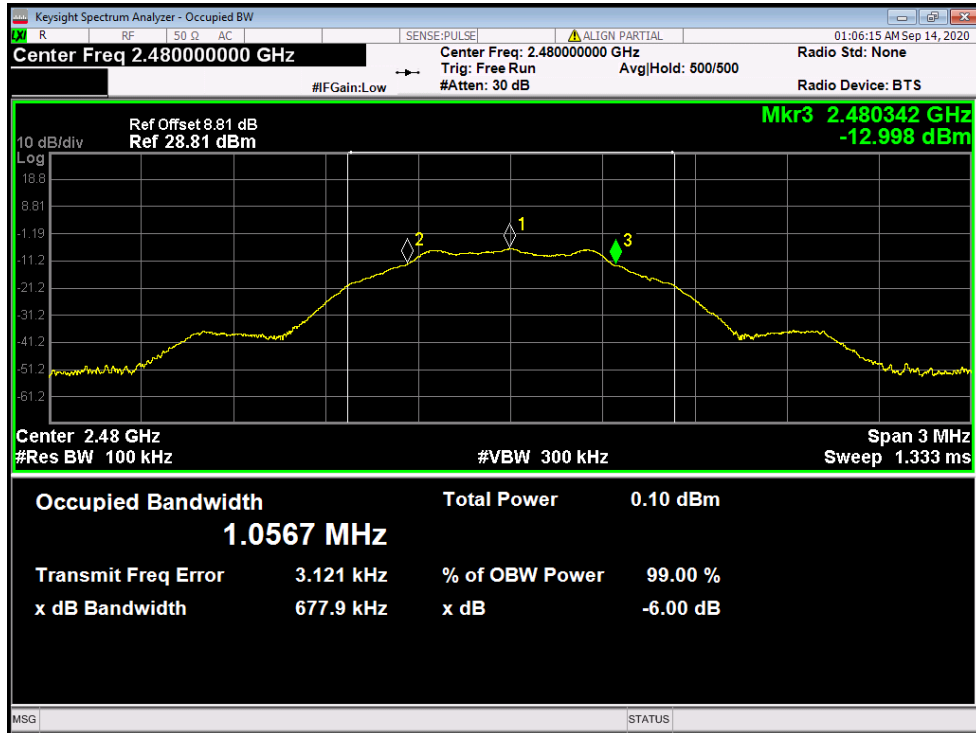 Keysight Spectrum Analyzer - Occupied BW
LXI R RF 50 Ω AC SENSE:PULSE ALIGN PARTIAL 01:06:15 AM Sep 14, 2020
Center Freq 2.480000000 GHz
Center Freq: 2.480000000 GHz
Radio Std: None
Trig: Free Run Avg|Hold: 500/500
#IFGain:Low
#Atten: 30 dB
Radio Device: BTS
Mkr3 2.480342 GHz
-12.998 dBm
Ref Offset 8.81 dB
10 dB/div Ref 28.81 dBm
Log
18.8
8.81
-1.19
-11.2
-21.2
-31.2
-41.2
-51.2
-61.2
2
1
3
Center 2.48 GHz Span 3 MHz
#Res BW 100 kHz #VBW 300 kHz Sweep 1.333 ms
Occupied Bandwidth Total Power 0.10 dBm
1.0567 MHz
Transmit Freq Error 3.121 kHz % of OBW Power 99.00 %
x dB Bandwidth 677.9 kHz x dB -6.00 dB
MSG STATUS